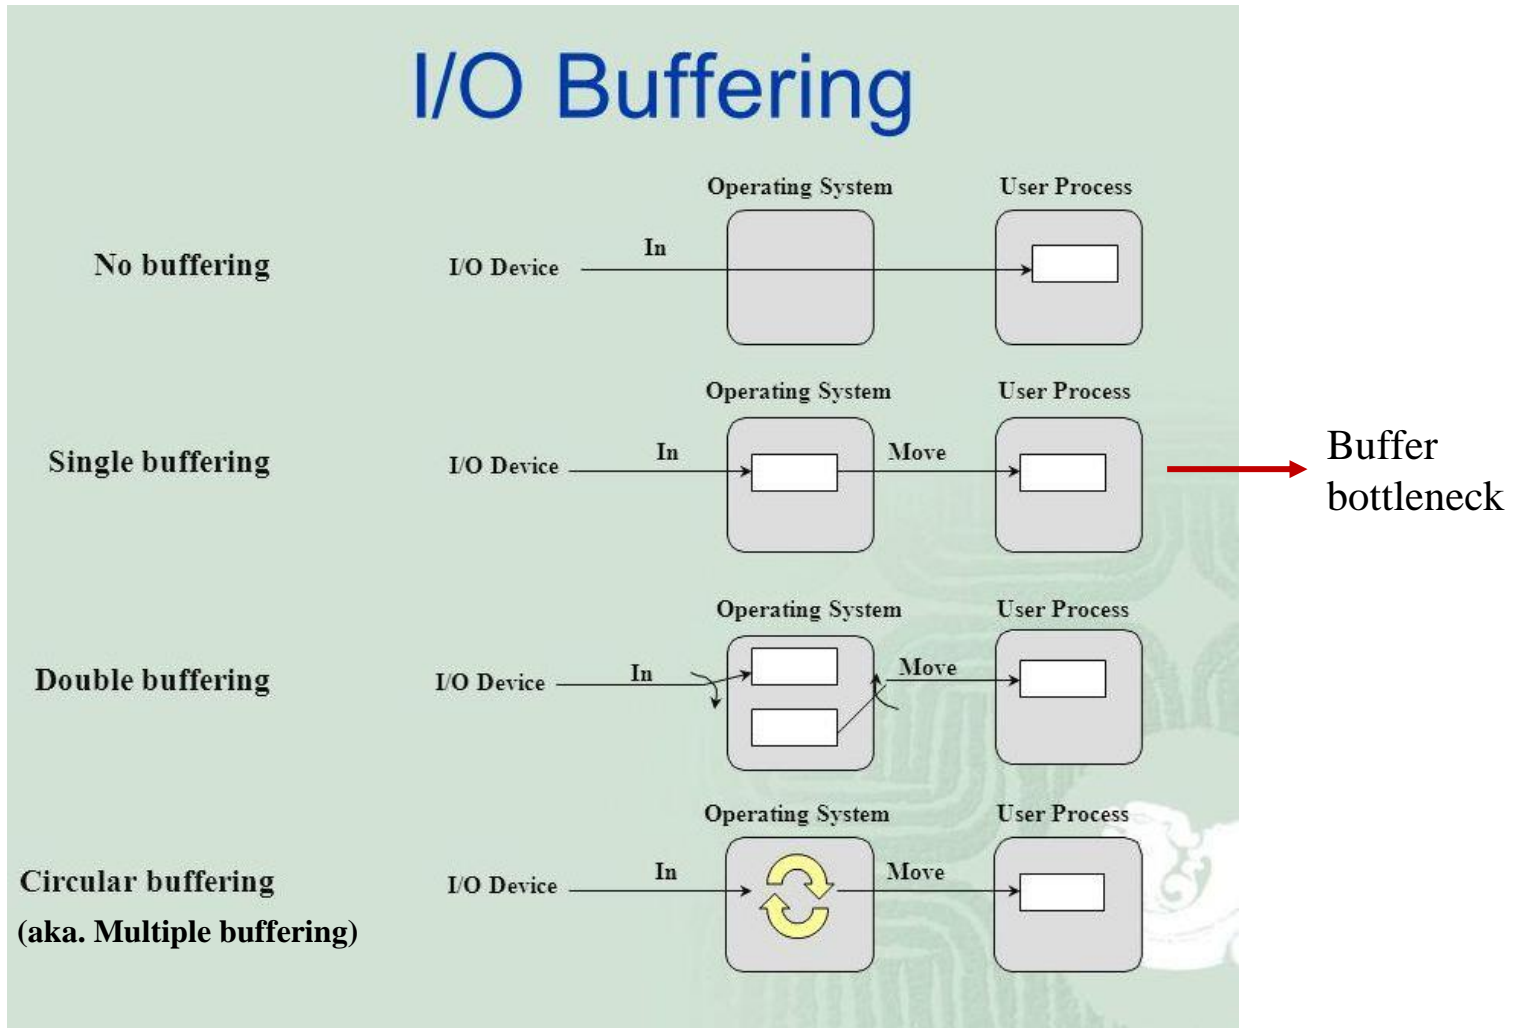 I/O Buffering
Operating System
User Process
No buffering
I/O Device
In
Operating System
User Process
Single buffering
I/O Device
In
Move
Buffer
bottleneck
Operating System
User Process
Double buffering
I/O Device
In
Move
Operating System
User Process
Circular buffering
(aka. Multiple buffering)
I/O Device
In
Move